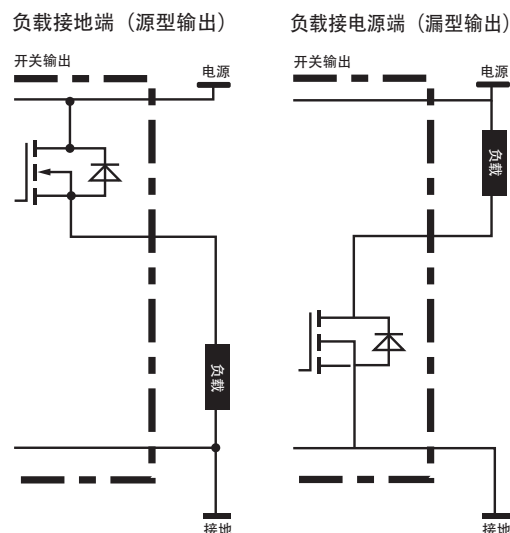 负载接地端（源型输出）
开关输出
电源
负载
接地
负载接电源端（漏型输出）
开关输出
电源
负载
接地